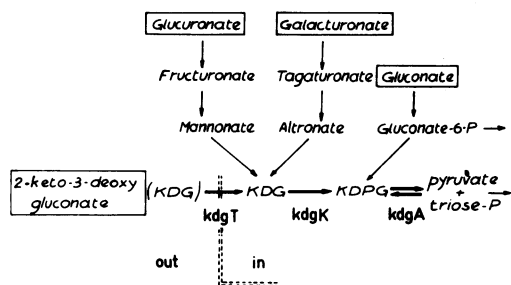 Glucuronate Galacturonate
Fructuronate Tagaturonate Gluconate
Mannonate Altronate Gluconate-6-P
2-keto-3-deoxy gluconate (KDG) KDG KDPG pyruvate + triose-P
kdgT kdgK kdgA
out in